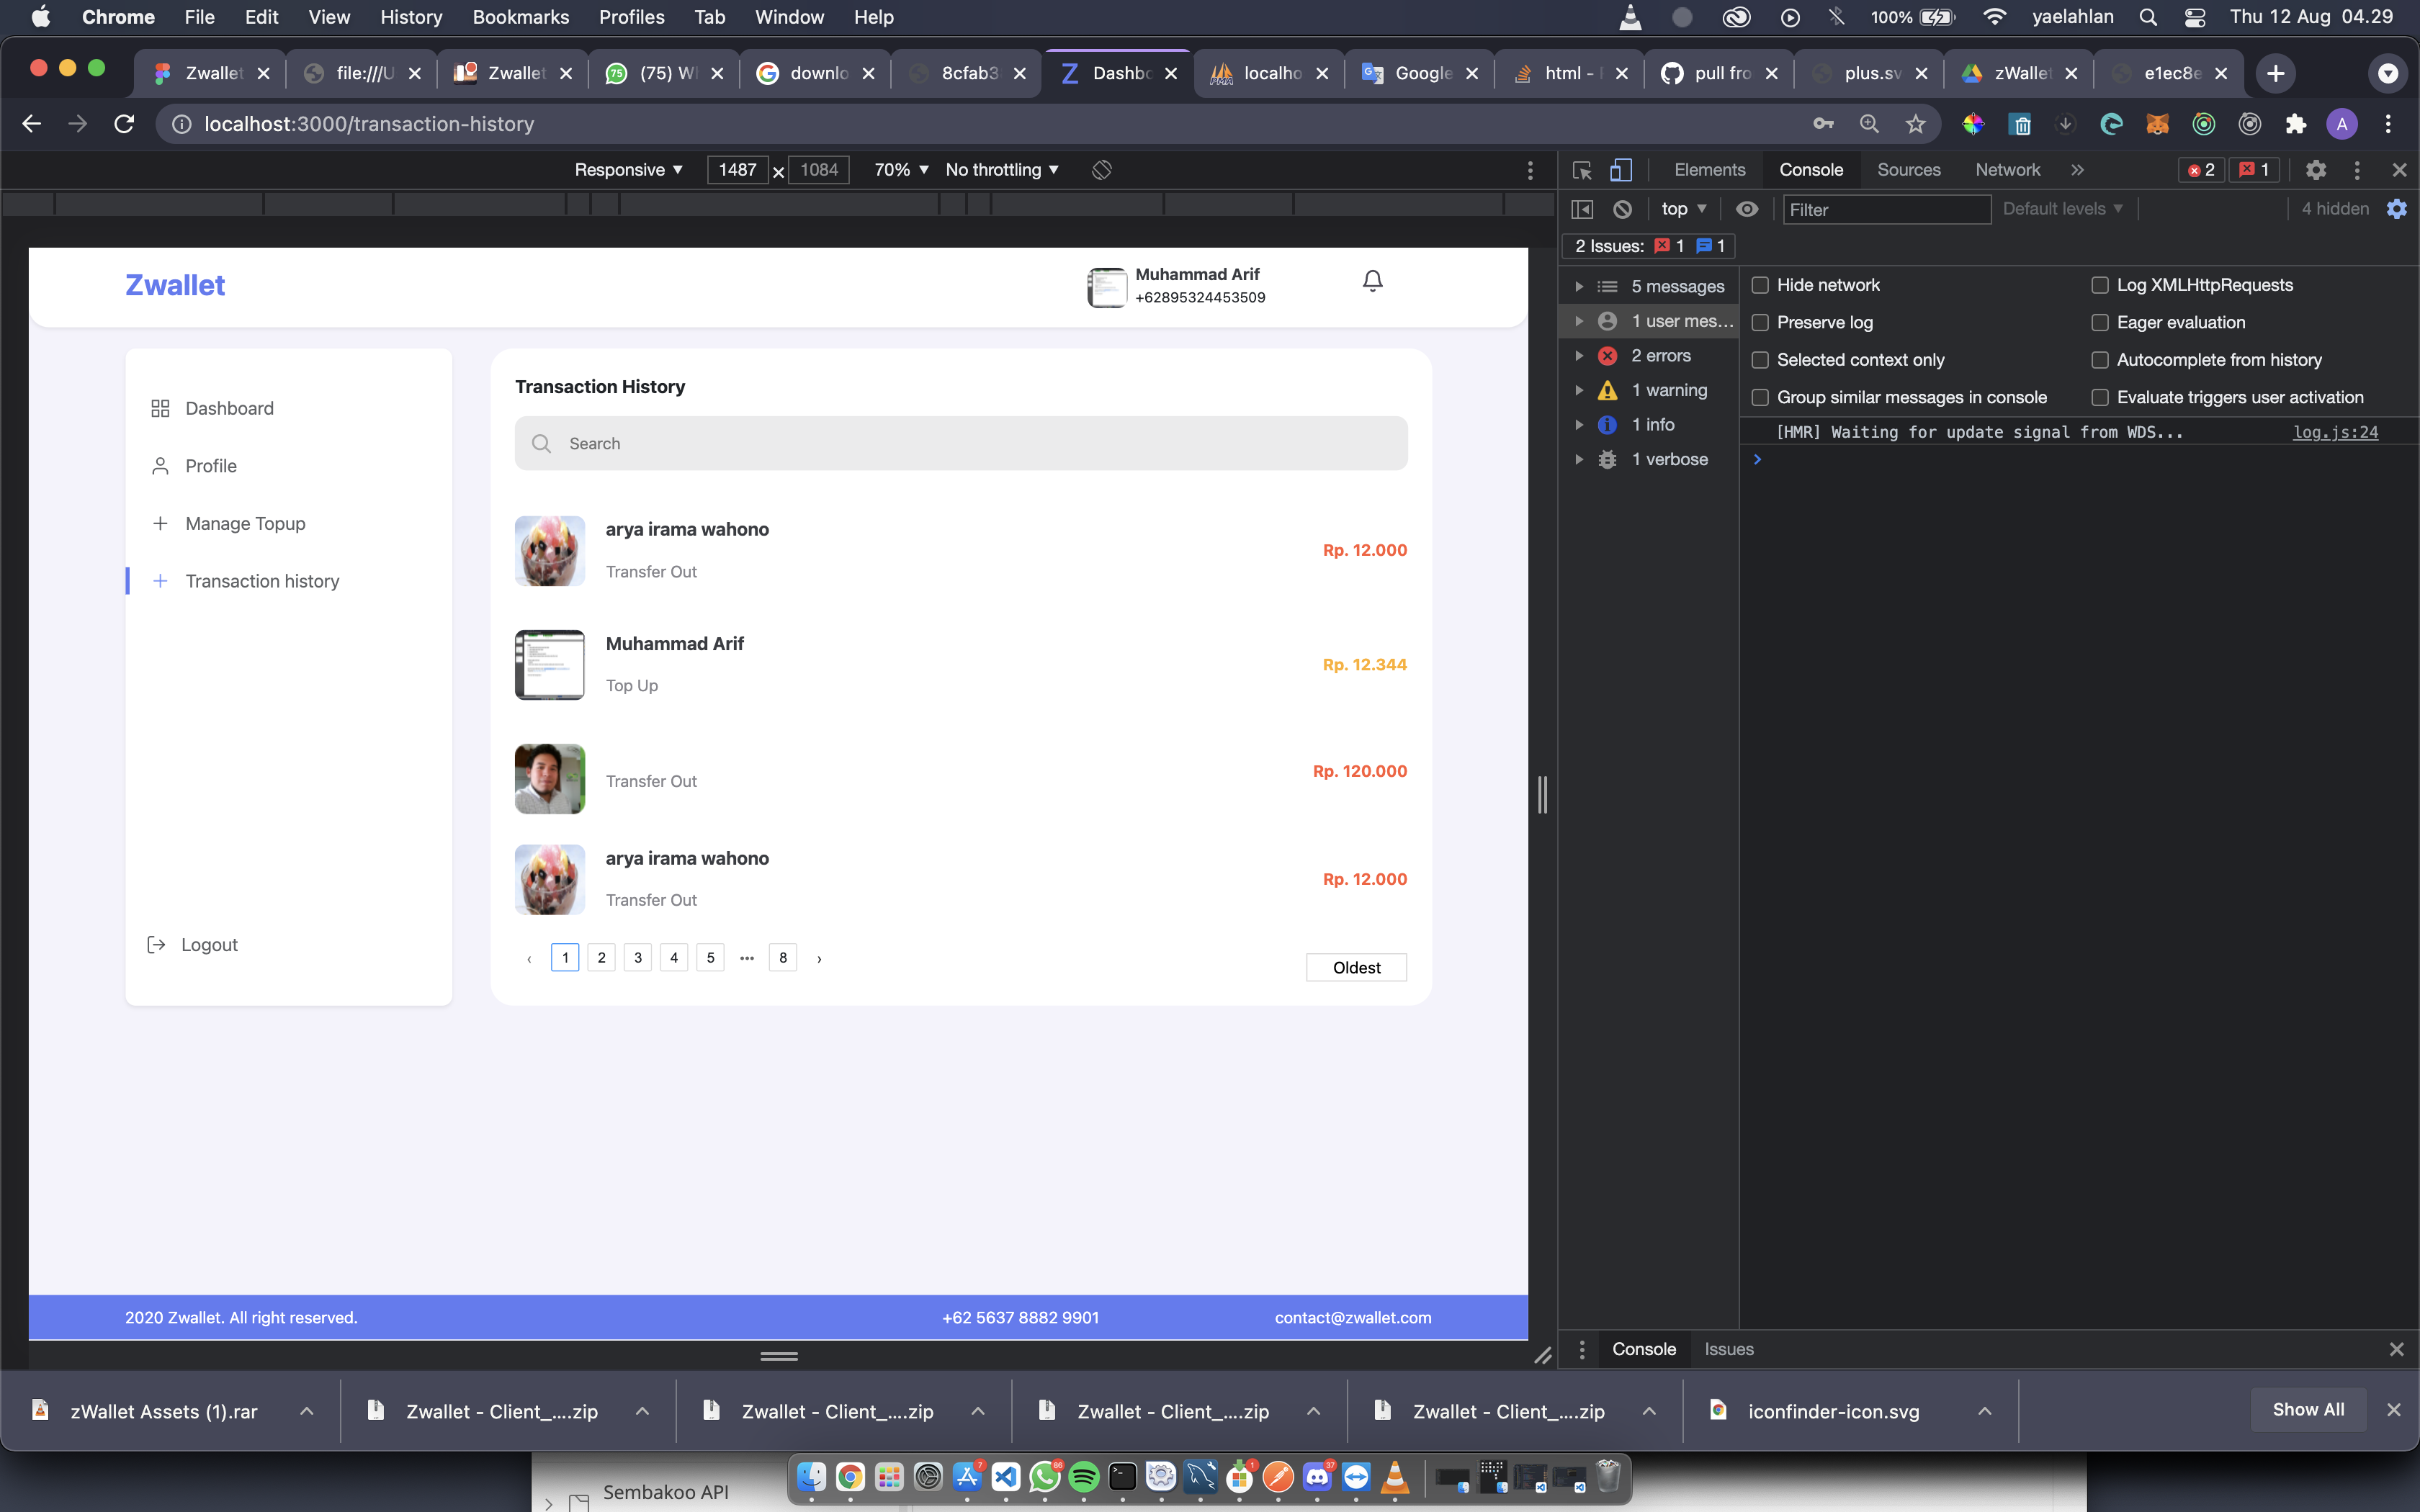 Chrome File Edit View History Bookmarks Profiles Tab Window Help 100% yaelahlan Thu 12 Aug 04.29
Zwallet file:///U Zwallet (75) W downlo 8cfab3 Dashbo localho Google html - pull fro plus.sv zWallet e1ec8e
localhost:3000/transaction-history A
Responsive 1487 × 1084 70% No throttling
Elements Console Sources Network 2 1
top Filter Default levels 4 hidden
2 Issues: 1 1
5 messages
1 user mes...
2 errors
1 warning
1 info
1 verbose
Hide network Log XMLHttpRequests
Preserve log Eager evaluation
Selected context only Autocomplete from history
Group similar messages in console Evaluate triggers user activation
[HMR] Waiting for update signal from WDS... log.js:24
Zwallet
Muhammad Arif
+62895324453509
Dashboard
Profile
Manage Topup
Transaction history
Logout
Transaction History
Search
arya irama wahono
Transfer Out
Rp. 12.000
Muhammad Arif
Top Up
Rp. 12.344
Transfer Out
Rp. 120.000
arya irama wahono
Transfer Out
Rp. 12.000
‹ 1 2 3 4 5 ••• 8 ›
Oldest
2020 Zwallet. All right reserved. +62 5637 8882 9901 contact@zwallet.com
Console Issues
zWallet Assets (1).rar Zwallet - Client_....zip Zwallet - Client_....zip Zwallet - Client_....zip Zwallet - Client_....zip iconfinder-icon.svg Show All
Sembakoo API
7 86 1 37